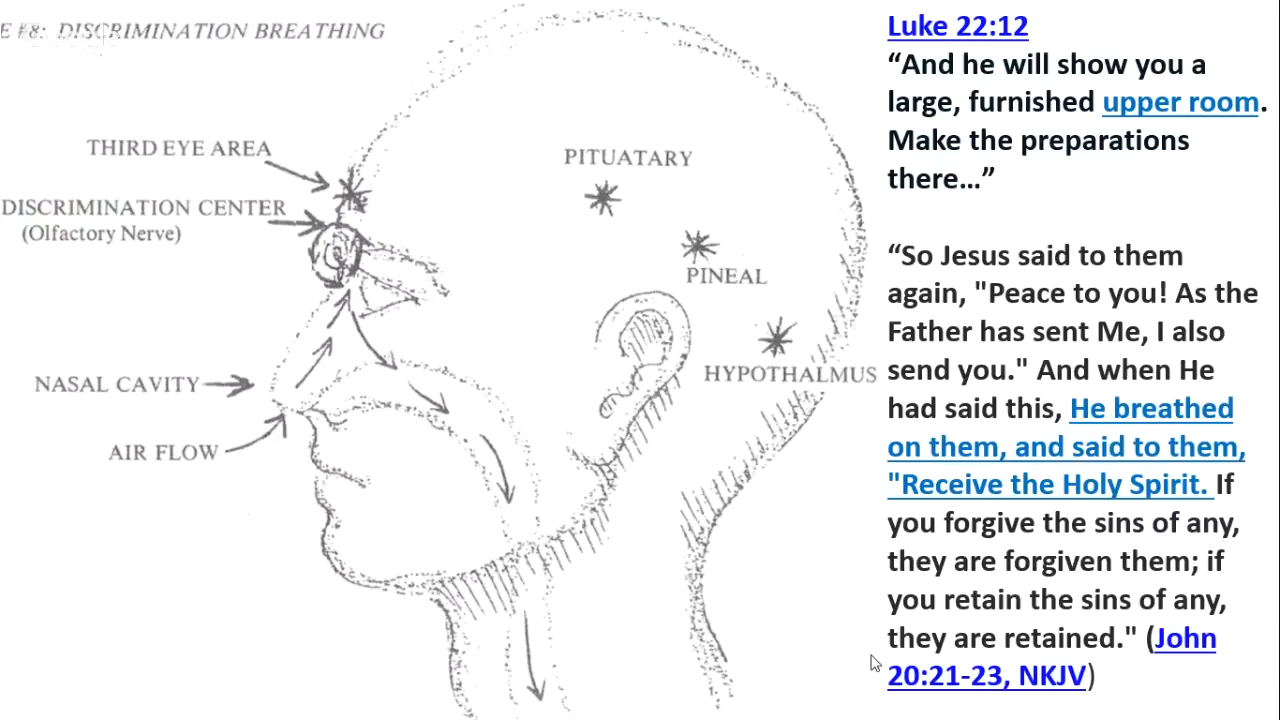 E #8: DISCRIMINATION BREATHING
THIRD EYE AREA
DISCRIMINATION CENTER
(Olfactory Nerve)
NASAL CAVITY
AIR FLOW
PITUATARY
PINEAL
HYPOTHALMUS
Luke 22:12
“And he will show you a
large, furnished upper room.
Make the preparations
there…”
“So Jesus said to them
again, "Peace to you! As the
Father has sent Me, I also
send you." And when He
had said this, He breathed
on them, and said to them,
"Receive the Holy Spirit. If
you forgive the sins of any,
they are forgiven them; if
you retain the sins of any,
they are retained." (John
20:21-23, NKJV)